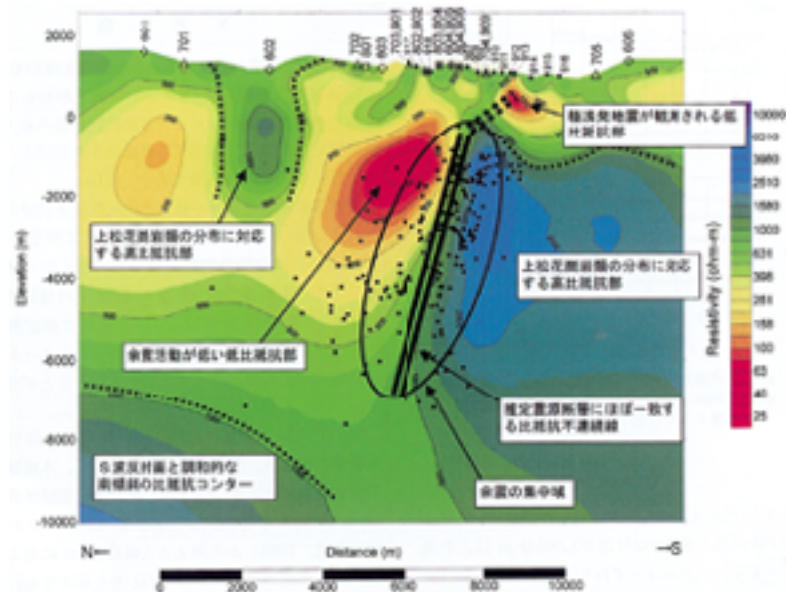 701
602
705
606
2000
0
-2000
-4000
-6000
-8000
-10000
Elevation (m)
極浅発地震が観測される低
比抵抗部
上松花崗岩類の分布に対応
する高比抵抗部
上松花崗岩類の分布に対応
する高比抵抗部
余震活動が低い低比抵抗部
推定震源断層にほぼ一致する
比抵抗不連続線
S波反射面と調和的な
南傾斜の比抵抗コンター
余震の集中域
10000
6310
3980
2510
1580
1000
631
398
251
158
100
63
40
25
Resistivity (ohm-m)
N
Distance (m)
S
0
2000
4000
6000
8000
10000